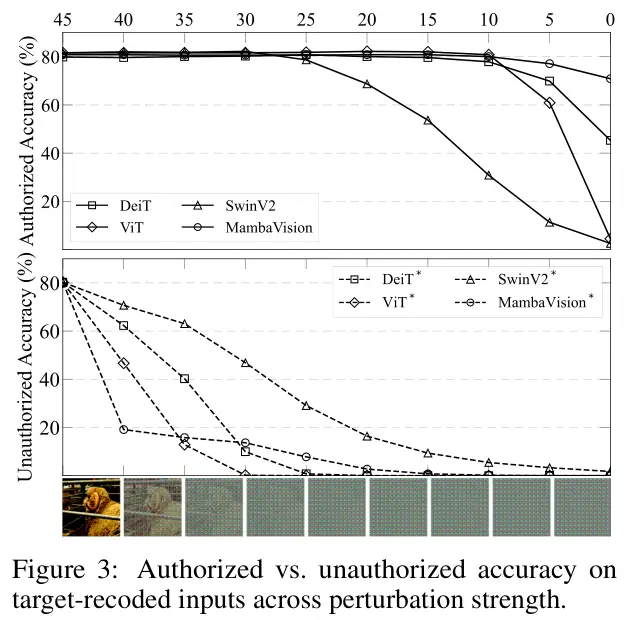 45 40 35 30 25 20 15 10 5 0
Authorized Accuracy (%)
80
60
40
20
DeiT SwinV2
ViT MambaVision
Unauthorized Accuracy (%)
80
60
40
20
DeiT* SwinV2*
ViT* MambaVision*
Figure 3: Authorized vs. unauthorized accuracy on
target-recoded inputs across perturbation strength.